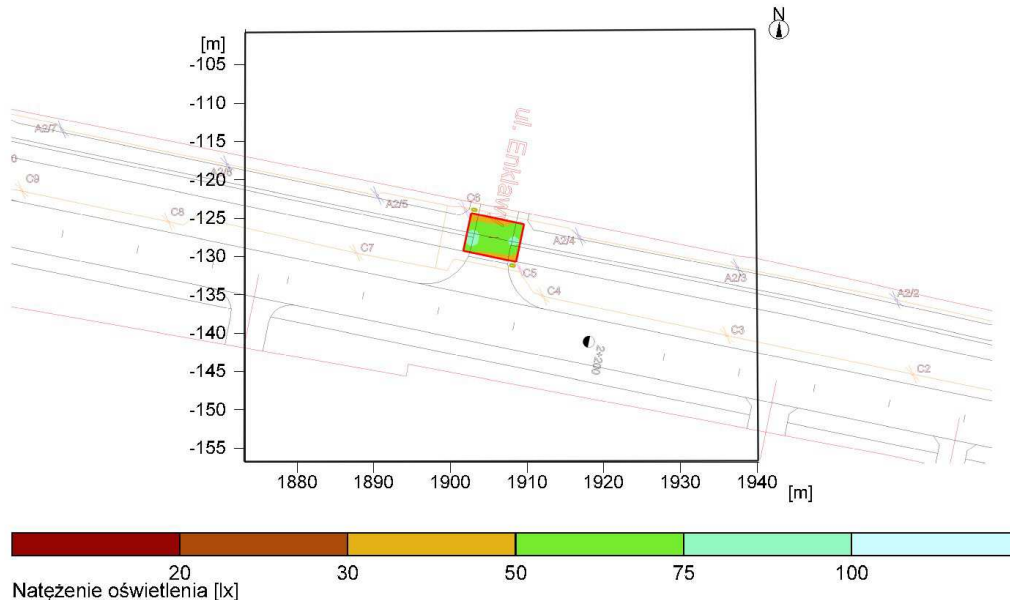 N
[m]
-105
-110
-115
-120
-125
-130
-135
-140
-145
-150
-155
A2/7
A2/6
A2/5
A2/4
A2/3
A2/2
C9
C8
C7
C6
C5
C4
C3
C2
ul.
2+200
1880 1890 1900 1910 1920 1930 1940 [m]
20 30 50 75 100
Natężenie oświetlenia [lx]